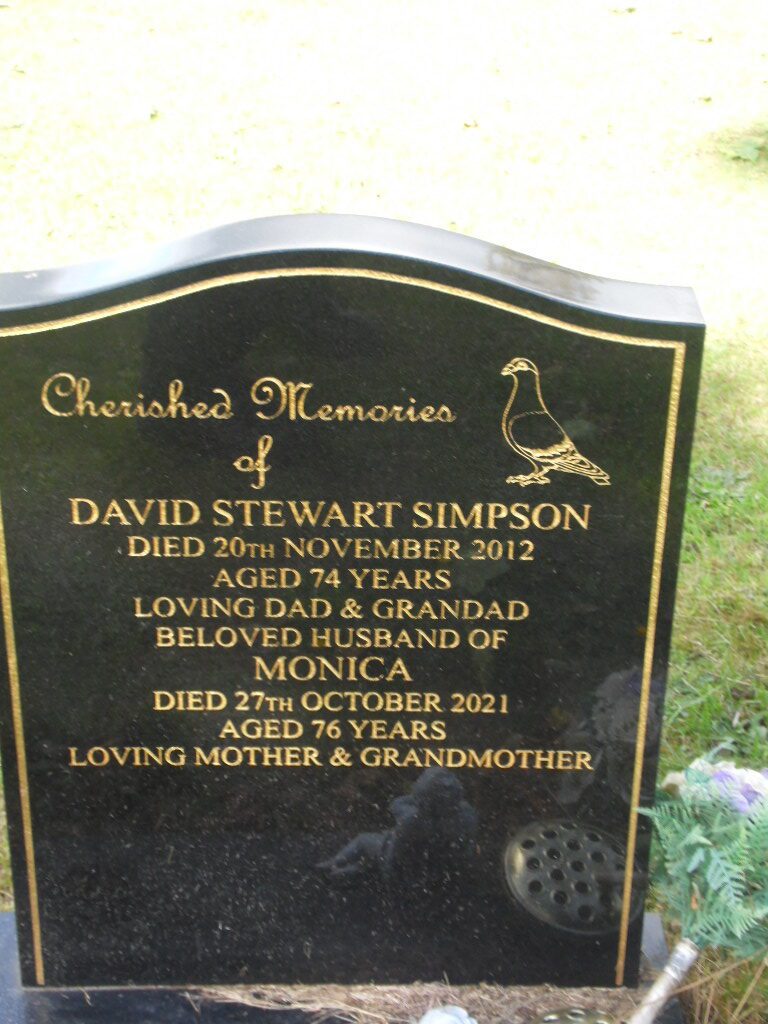 Cherished Memories
of
DAVID STEWART SIMPSON
DIED 20TH NOVEMBER 2012
AGED 74 YEARS
LOVING DAD & GRANDAD
BELOVED HUSBAND OF
MONICA
DIED 27TH OCTOBER 2021
AGED 76 YEARS
LOVING MOTHER & GRANDMOTHER